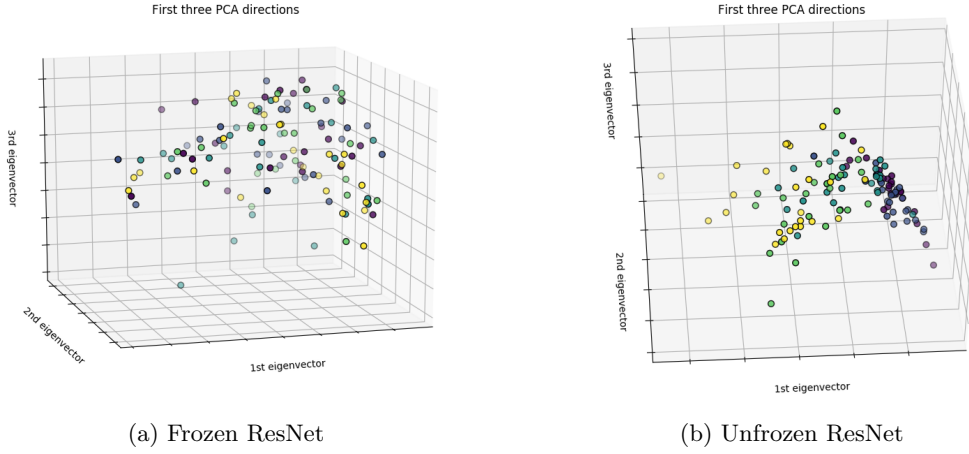 First three PCA directions
3rd eigenvector
2nd eigenvector
1st eigenvector
(a) Frozen ResNet
First three PCA directions
3rd eigenvector
2nd eigenvector
1st eigenvector
(b) Unfrozen ResNet